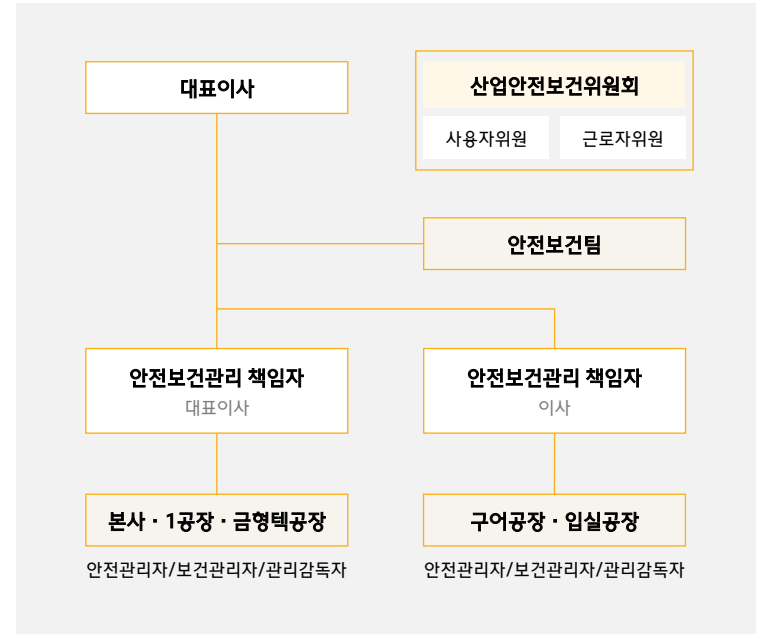 대표이사
산업안전보건위원회
사용자위원
근로자위원
안전보건팀
안전보건관리 책임자
대표이사
안전보건관리 책임자
이사
본사 · 1공장 · 금형텍공장
안전관리자/보건관리자/관리감독자
구어공장 · 입실공장
안전관리자/보건관리자/관리감독자